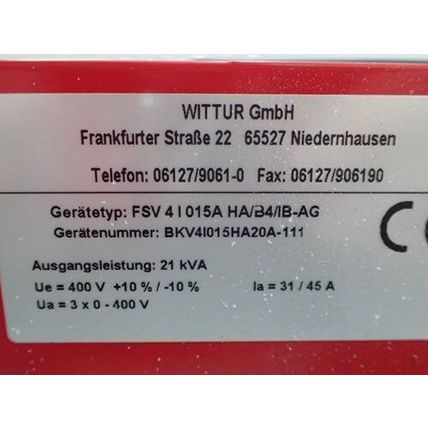 WITTUR GmbH
Frankfurter Straße 22 65527 Niedernhausen
Telefon: 06127/9061-0 Fax: 06127/906190
Gerätetyp: FSV 4 I 015A HA/B4/IB-AG
Gerätenummer: BKV4I015HA20A-111
CE
Ausgangsleistung: 21 kVA
Ue = 400 V +10 % / -10 % Ia = 31 / 45 A
Ua = 3 x 0 - 400 V